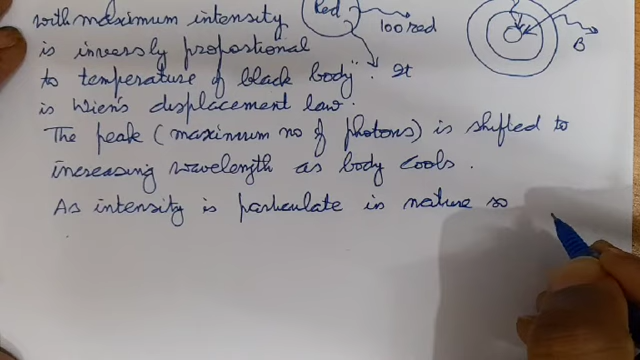 with maximum intensity
Red
100 red
B
is inversly propostional
to temperature of black body". It
is Wien's displacement law.
The peak (maximum no of photons) is shifted to
increasing wavelength as body cools.
As intensity is particulate in nature so